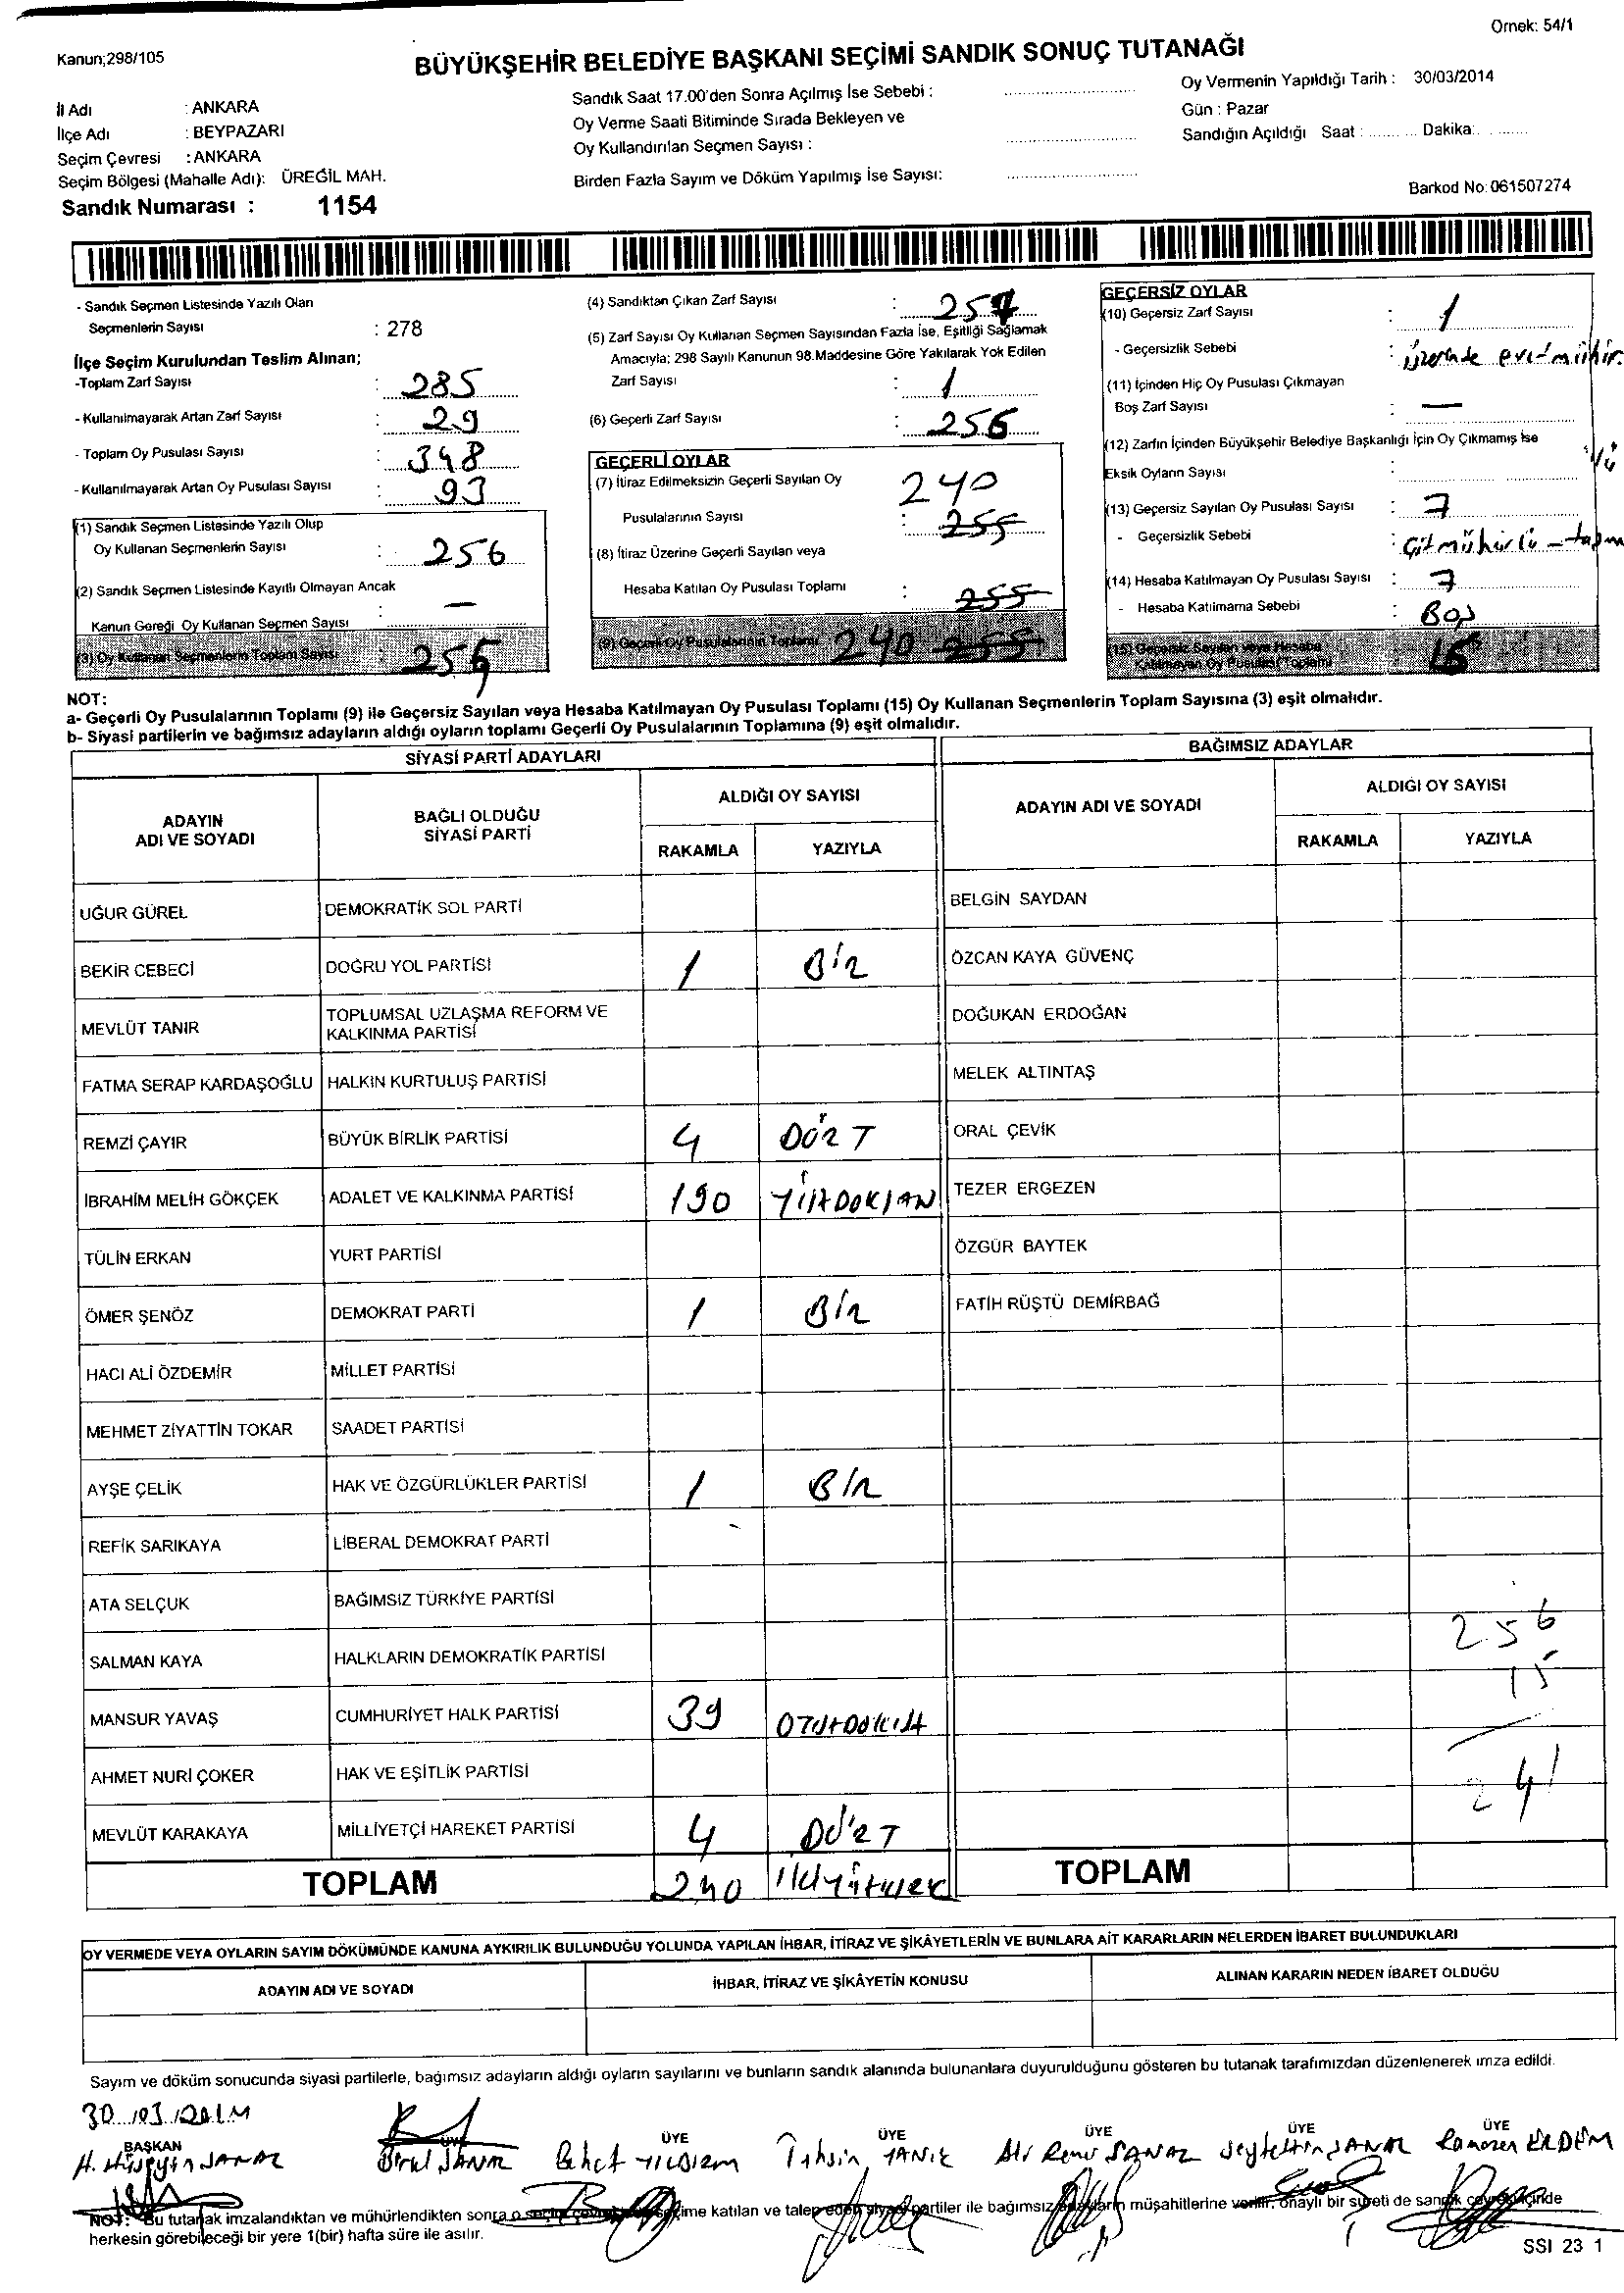 Ornek: 54/1
Kanun;298/105
BÜYÜKŞEHİR BELEDİYE BAŞKANI SEÇİMİ SANDIK SONUÇ TUTANAĞI
İl Adı : ANKARA
İlçe Adı : BEYPAZARI
Seçim Çevresi : ANKARA
Seçim Bölgesi (Mahalle Adı): ÜREĞİL MAH.
Sandık Numarası : 1154
Sandık Saat 17.00'den Sonra Açılmış İse Sebebi :
Oy Verme Saati Bitiminde Sırada Bekleyen ve
Oy Kullandırılan Seçmen Sayısı :
Birden Fazla Sayım ve Döküm Yapılmış İse Sayısı:
Oy Vermenin Yapıldığı Tarih : 30/03/2014
Gün : Pazar
Sandığın Açıldığı Saat : ........ Dakika: ........
Barkod No: 061507274
- Sandık Seçmen Listesinde Yazılı Olan
Seçmenlerin Sayısı : 278
İlçe Seçim Kurulundan Teslim Alınan;
-Toplam Zarf Sayısı : 285
- Kullanılmayarak Artan Zarf Sayısı : 29
- Toplam Oy Pusulası Sayısı : 348
- Kullanılmayarak Artan Oy Pusulası Sayısı : 93
(1) Sandık Seçmen Listesinde Yazılı Olup
Oy Kullanan Seçmenlerin Sayısı : 256
(2) Sandık Seçmen Listesinde Kayıtlı Olmayan Ancak
Kanun Gereği Oy Kullanan Seçmen Sayısı : —
(3) Oy Kullanan Seçmenlerin Toplam Sayısı : 256
(4) Sandıktan Çıkan Zarf Sayısı : 257
(5) Zarf Sayısı Oy Kullanan Seçmen Sayısından Fazla İse, Eşitliği Sağlamak
Amacıyla; 298 Sayılı Kanunun 98.Maddesine Göre Yakılarak Yok Edilen
Zarf Sayısı : 1
(6) Geçerli Zarf Sayısı : 256
GEÇERLİ OYLAR
(7) İtiraz Edilmeksizin Geçerli Sayılan Oy 240
Pusulalarının Sayısı : 255
(8) İtiraz Üzerine Geçerli Sayılan veya
Hesaba Katılan Oy Pusulası Toplamı : 255
(9) Geçerli Oy Pusulalarının Toplamı : 240 255
GEÇERSİZ OYLAR
(10) Geçersiz Zarf Sayısı : 1
- Geçersizlik Sebebi : üzerinde evet mühür
(11) İçinden Hiç Oy Pusulası Çıkmayan
Boş Zarf Sayısı : —
(12) Zarfın İçinden Büyükşehir Belediye Başkanlığı İçin Oy Çıkmamış İse
Eksik Oyların Sayısı :
(13) Geçersiz Sayılan Oy Pusulası Sayısı : 7
- Geçersizlik Sebebi : Çit mühürlü –
(14) Hesaba Katılmayan Oy Pusulası Sayısı : 7
- Hesaba Katılmama Sebebi : Boş
(15) Geçersiz Sayılan veya Hesaba
Katılmayan Oy Pusulası Toplamı :
NOT:
a- Geçerli Oy Pusulalarının Toplamı (9) ile Geçersiz Sayılan veya Hesaba Katılmayan Oy Pusulası Toplamı (15) Oy Kullanan Seçmenlerin Toplam Sayısına (3) eşit olmalıdır.
b- Siyasi partilerin ve bağımsız adayların aldığı oyların toplamı Geçerli Oy Pusulalarının Toplamına (9) eşit olmalıdır.
SİYASİ PARTİ ADAYLARI
BAĞIMSIZ ADAYLAR
ADAYIN ADI VE SOYADI
BAĞLI OLDUĞU SİYASİ PARTİ
ALDIĞI OY SAYISI
RAKAMLA YAZIYLA
ADAYIN ADI VE SOYADI
ALDIĞI OY SAYISI
RAKAMLA YAZIYLA
UĞUR GÜREL DEMOKRATİK SOL PARTİ BELGİN SAYDAN
BEKİR CEBECİ DOĞRU YOL PARTİSİ 1 BİR ÖZCAN KAYA GÜVENÇ
MEVLÜT TANIR TOPLUMSAL UZLAŞMA REFORM VE KALKINMA PARTİSİ DOĞUKAN ERDOĞAN
FATMA SERAP KARDAŞOĞLU HALKIN KURTULUŞ PARTİSİ MELEK ALTINTAŞ
REMZİ ÇAYIR BÜYÜK BİRLİK PARTİSİ 4 DÖRT ORAL ÇEVİK
İBRAHİM MELİH GÖKÇEK ADALET VE KALKINMA PARTİSİ 190 YÜZDOKSAN TEZER ERGEZEN
TÜLİN ERKAN YURT PARTİSİ ÖZGÜR BAYTEK
ÖMER ŞENÖZ DEMOKRAT PARTİ 1 BİR FATİH RÜŞTÜ DEMİRBAĞ
HACI ALİ ÖZDEMİR MİLLET PARTİSİ
MEHMET ZİYATTİN TOKAR SAADET PARTİSİ
AYŞE ÇELİK HAK VE ÖZGÜRLÜKLER PARTİSİ 1 BİR
REFİK SARIKAYA LİBERAL DEMOKRAT PARTİ
ATA SELÇUK BAĞIMSIZ TÜRKİYE PARTİSİ
256
SALMAN KAYA HALKLARIN DEMOKRATİK PARTİSİ
15
MANSUR YAVAŞ CUMHURİYET HALK PARTİSİ 39 OTUZDOKUZ
AHMET NURİ ÇOKER HAK VE EŞİTLİK PARTİSİ
241
MEVLÜT KARAKAYA MİLLİYETÇİ HAREKET PARTİSİ 4 DÖRT
TOPLAM 240 İKİYÜZKIRK TOPLAM
OY VERMEDE VEYA OYLARIN SAYIM DÖKÜMÜNDE KANUNA AYKIRILIK BULUNDUĞU YOLUNDA YAPILAN İHBAR, İTİRAZ VE ŞİKÂYETLERİN VE BUNLARA AİT KARARLARIN NELERDEN İBARET BULUNDUKLARI
ADAYIN ADI VE SOYADI İHBAR, İTİRAZ VE ŞİKÂYETİN KONUSU ALINAN KARARIN NEDEN İBARET OLDUĞU
Sayım ve döküm sonucunda siyasi partilerle, bağımsız adayların aldığı oyların sayılarını ve bunların sandık alanında bulunanlara duyurulduğunu gösteren bu tutanak tarafımızdan düzenlenerek imza edildi.
30.03.2014
BAŞKAN ÜYE ÜYE ÜYE ÜYE ÜYE ÜYE
H. Hüseyin SANAL Birol SANAL YILDIRIM Tahsin TANIK Ali Remzi SANAL Seyfettin SANAL Ramazan ERDEM
NOT: Bu tutanak imzalandıktan ve mühürlendikten sonra o seçim çevresinde seçime katılan ve talep eden siyasi partiler ile bağımsız adayların müşahitlerine verilir, onaylı bir sureti de sandık çevresi içinde
herkesin görebileceği bir yere 1(bir) hafta süre ile asılır.
SSI 23 1